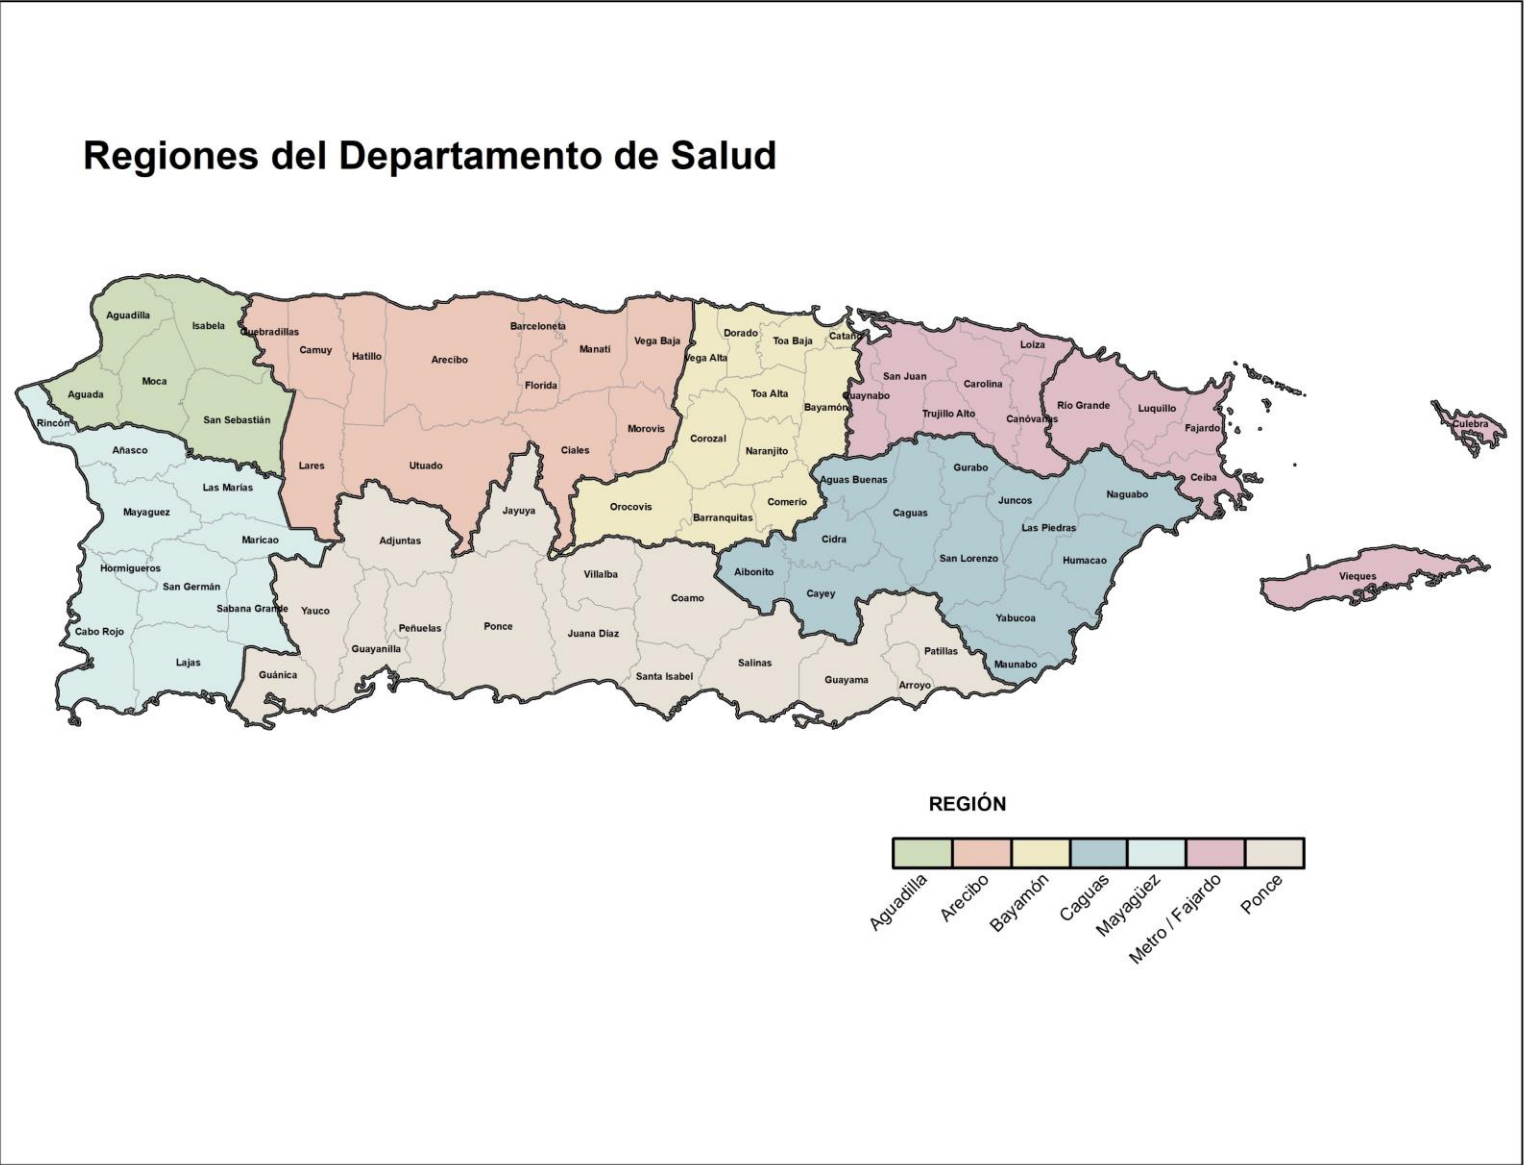 Regiones del Departamento de Salud
Aguadilla
Isabela
Quebradillas
Camuy
Hatillo
Arecibo
Barceloneta
Manatí
Vega Baja
Florida
Moca
Aguada
San Sebastián
Rincón
Lares
Utuado
Ciales
Morovis
Dorado
Toa Baja
Cataño
Vega Alta
Toa Alta
Bayamón
Corozal
Naranjito
Orocovis
Barranquitas
Comerío
Loiza
San Juan
Carolina
Guaynabo
Trujillo Alto
Canóvanas
Río Grande
Luquillo
Fajardo
Ceiba
Culebra
Vieques
Añasco
Las Marías
Mayaguez
Maricao
Hormigueros
San Germán
Sabana Grande
Cabo Rojo
Lajas
Adjuntas
Jayuya
Yauco
Guánica
Guayanilla
Peñuelas
Ponce
Villalba
Juana Díaz
Coamo
Santa Isabel
Salinas
Guayama
Arroyo
Patillas
Aguas Buenas
Gurabo
Caguas
Juncos
Naguabo
Las Piedras
Cidra
San Lorenzo
Humacao
Aibonito
Cayey
Yabucoa
Maunabo
REGIÓN
Aguadilla
Arecibo
Bayamón
Caguas
Mayagüez
Metro / Fajardo
Ponce